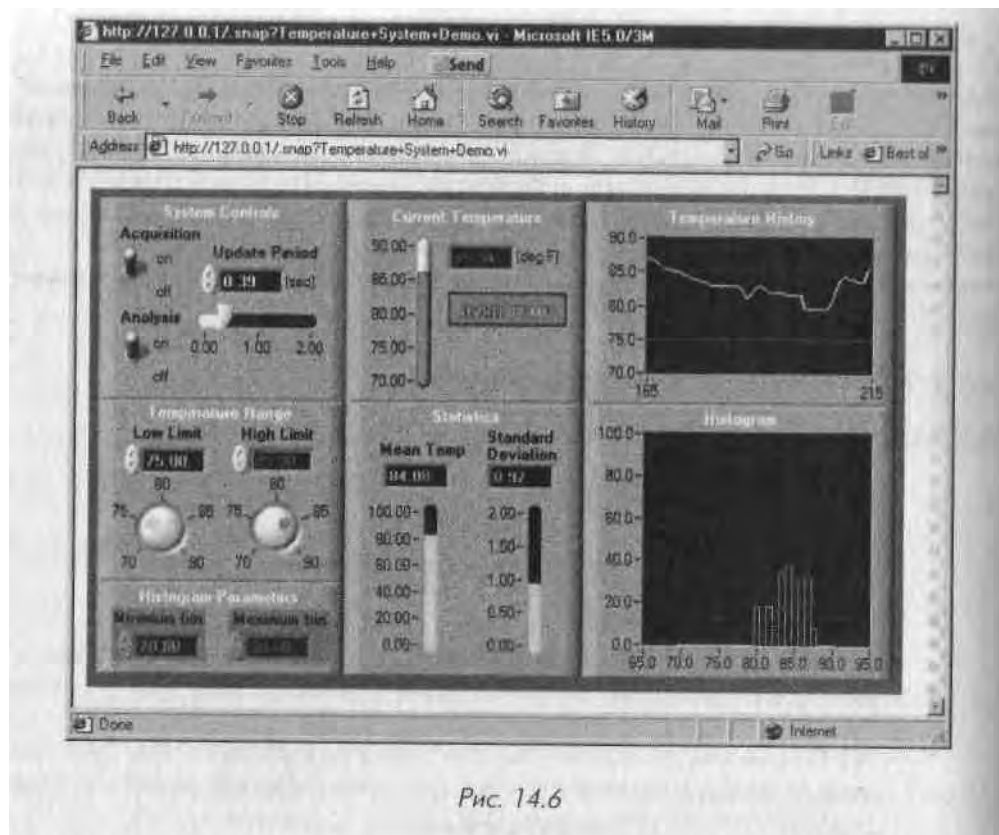 http://127.0.0.1/.snap?Temperature+System+Demo.vi - Microsoft IE5.0/3M
File Edit View Favorites Tools Help Send
Back Stop Refresh Home Search Favorites History Mail Print
Address http://127.0.0.1/.snap?Temperature+System+Demo.vi Go Links Best of
System Controls
Acquisition
on
off
Update Period
0.39 [sec]
0.00 1.00 2.00
Analysis
on
off
Temperature Range
Low Limit High Limit
75.00
80 80
75 85 75 85
70 90 70 90
Histogram Parameters
Minimum bin Maximum bin
Current Temperature
90.00
85.00
80.00
75.00
70.00
[deg F]
Statistics
Mean Temp
84.08
100.00
80.00
60.00
40.00
20.00
0.00
Standard
Deviation
0.92
2.00
1.50
1.00
0.50
0.00
Temperature History
90.0
85.0
80.0
75.0
70.0
165 215
Histogram
100.0
80.0
60.0
40.0
20.0
0.0
65.0 70.0 75.0 80.0 85.0 90.0 95.0
Done Internet
Рис. 14.6